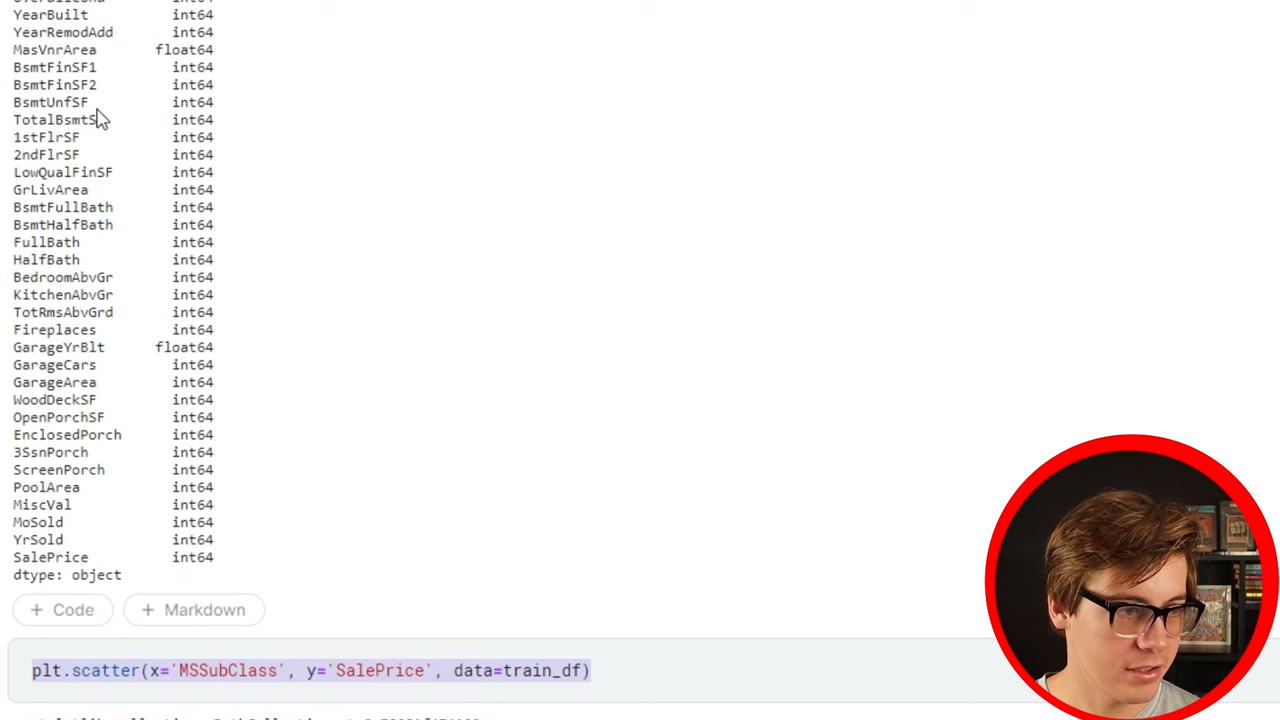 YearBuilt int64
YearRemodAdd int64
MasVnrArea float64
BsmtFinSF1 int64
BsmtFinSF2 int64
BsmtUnfSF int64
TotalBsmtS int64
1stFlrSF int64
2ndFlrSF int64
LowQualFinSF int64
GrLivArea int64
BsmtFullBath int64
BsmtHalfBath int64
FullBath int64
HalfBath int64
BedroomAbvGr int64
KitchenAbvGr int64
TotRmsAbvGrd int64
Fireplaces int64
GarageYrBlt float64
GarageCars int64
GarageArea int64
WoodDeckSF int64
OpenPorchSF int64
EnclosedPorch int64
3SsnPorch int64
ScreenPorch int64
PoolArea int64
MiscVal int64
MoSold int64
YrSold int64
SalePrice int64
dtype: object
+ Code + Markdown
plt.scatter(x='MSSubClass', y='SalePrice', data=train_df)